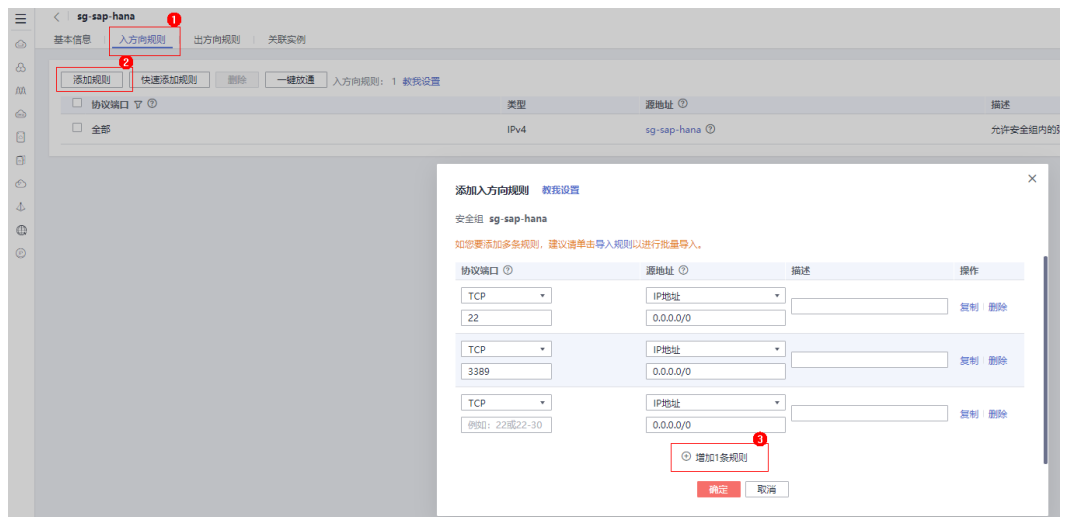 sg-sap-hana
1
基本信息 入方向规则 出方向规则 关联实例
2
添加规则 快速添加规则 删除 一键放通 入方向规则: 1 教我设置
协议端口 类型 源地址 描述
全部 IPv4 sg-sap-hana 允许安全组内的
添加入方向规则 教我设置
安全组 sg-sap-hana
如您要添加多条规则，建议请单击导入规则以进行批量导入。
协议端口 源地址 描述 操作
TCP IP地址
复制 删除
22 0.0.0.0/0
TCP IP地址
复制 删除
3389 0.0.0.0/0
TCP IP地址
复制 删除
例如：22或22-30 0.0.0.0/0
3
增加1条规则
确定 取消